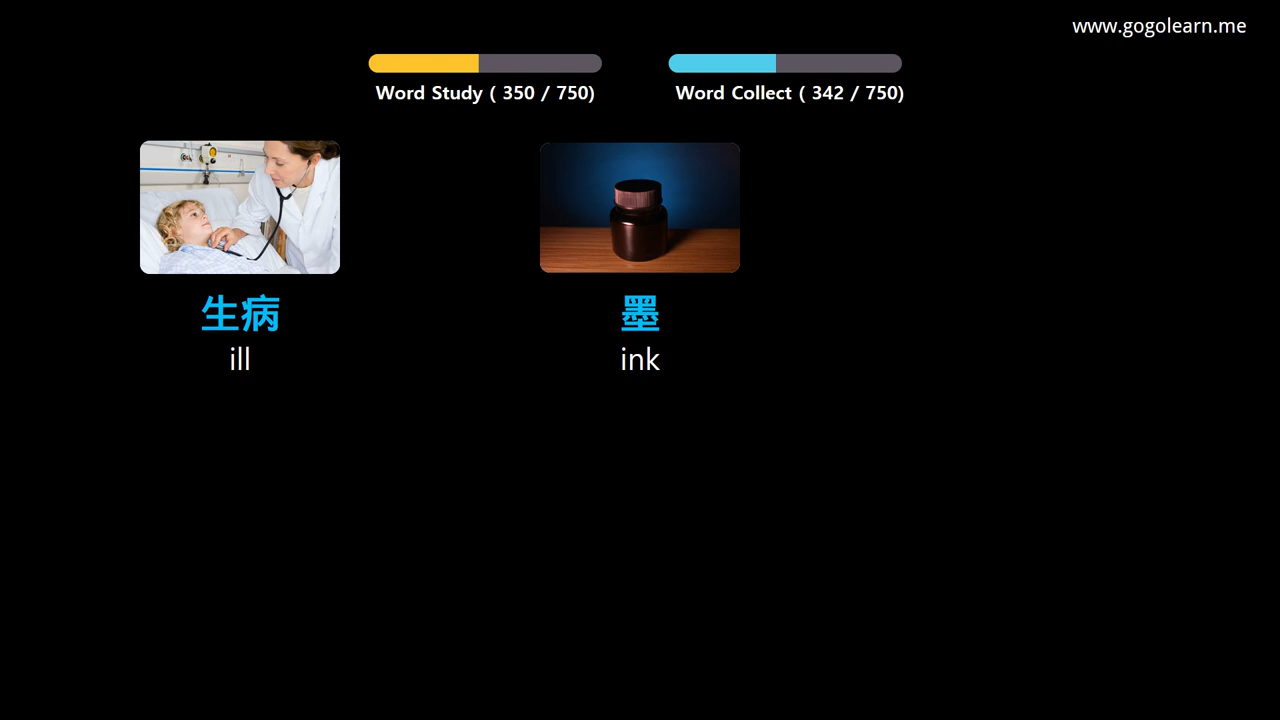 www.gogolearn.me
Word Study ( 350 / 750)
Word Collect ( 342 / 750)
生病
ill
墨
ink